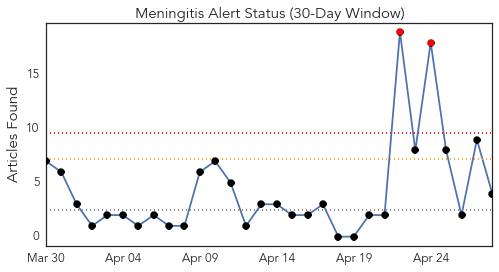 Meningitis Alert Status (30-Day Window)
Articles Found
15
10
5
0
Mar 30 Apr 04 Apr 09 Apr 14 Apr 19 Apr 24